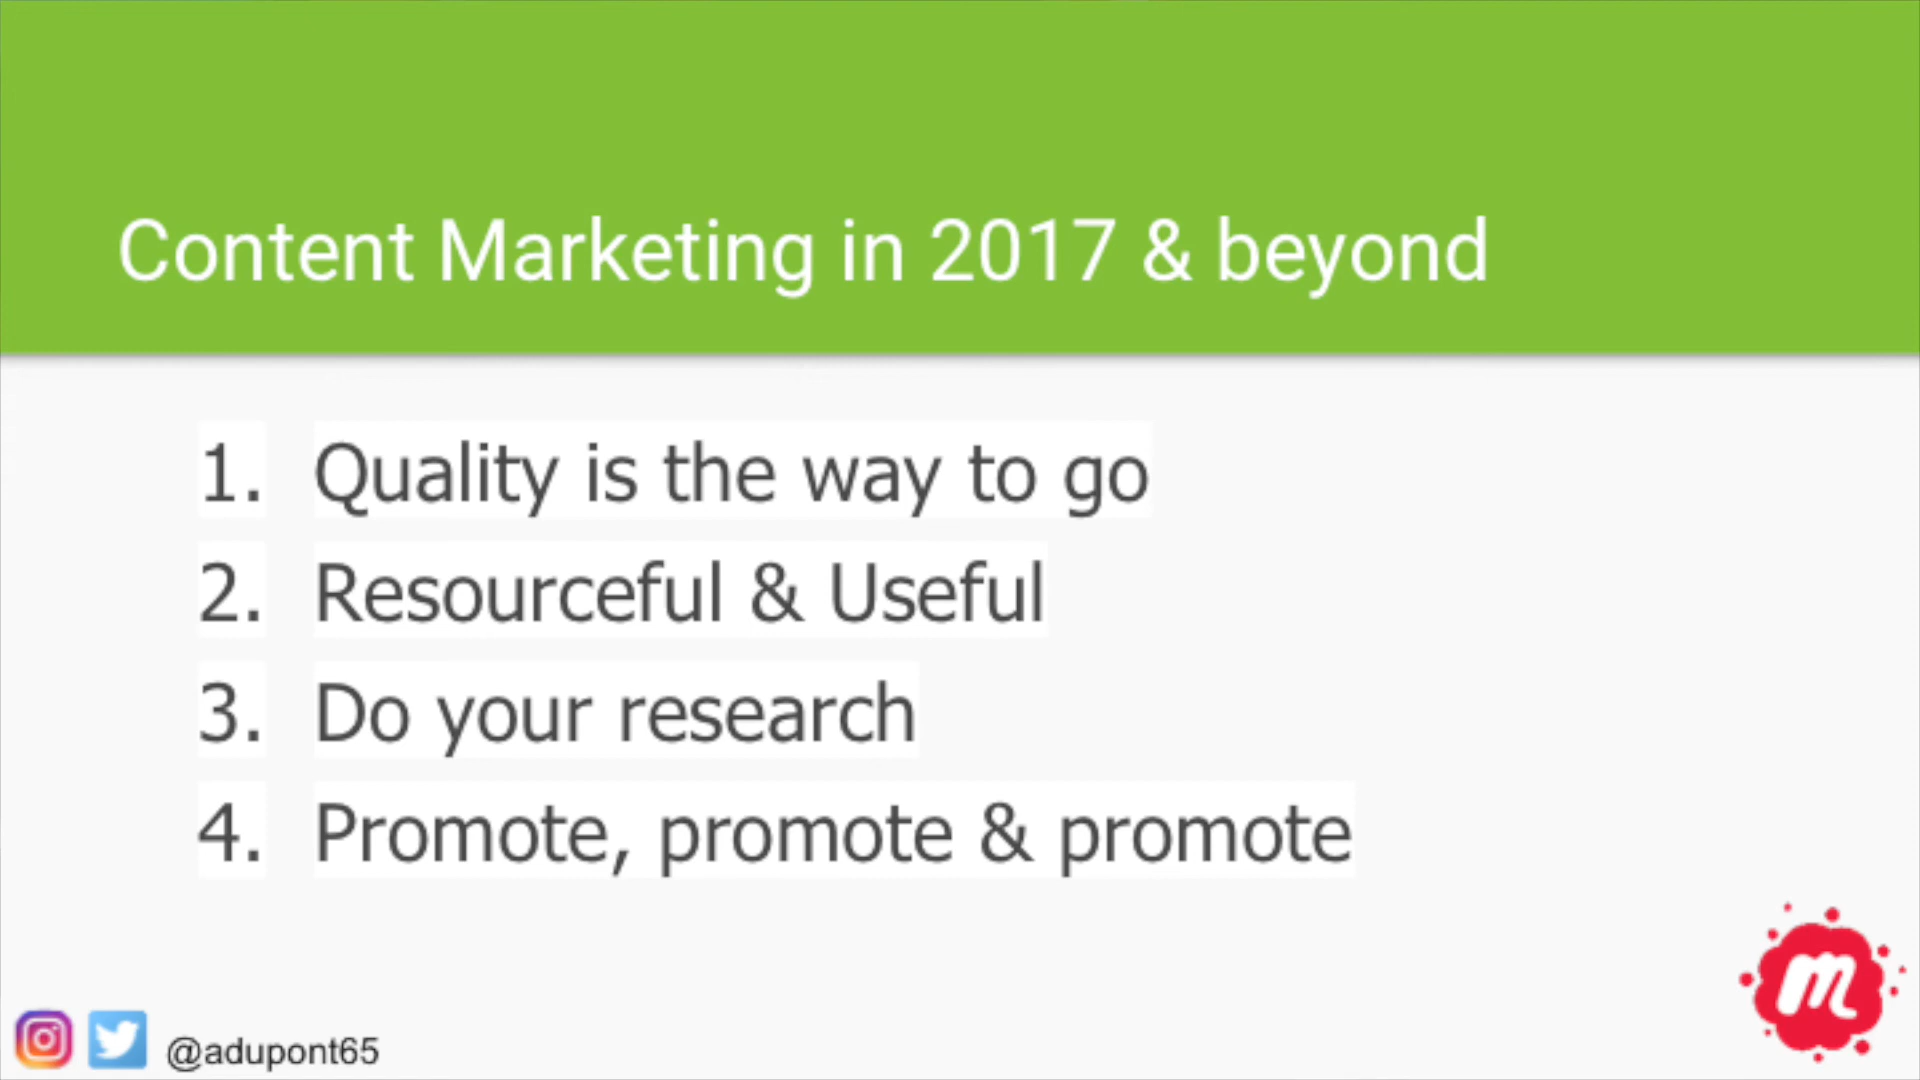 Content Marketing in 2017 & beyond
1. Quality is the way to go
2. Resourceful & Useful
3. Do your research
4. Promote, promote & promote
m
@adupont65